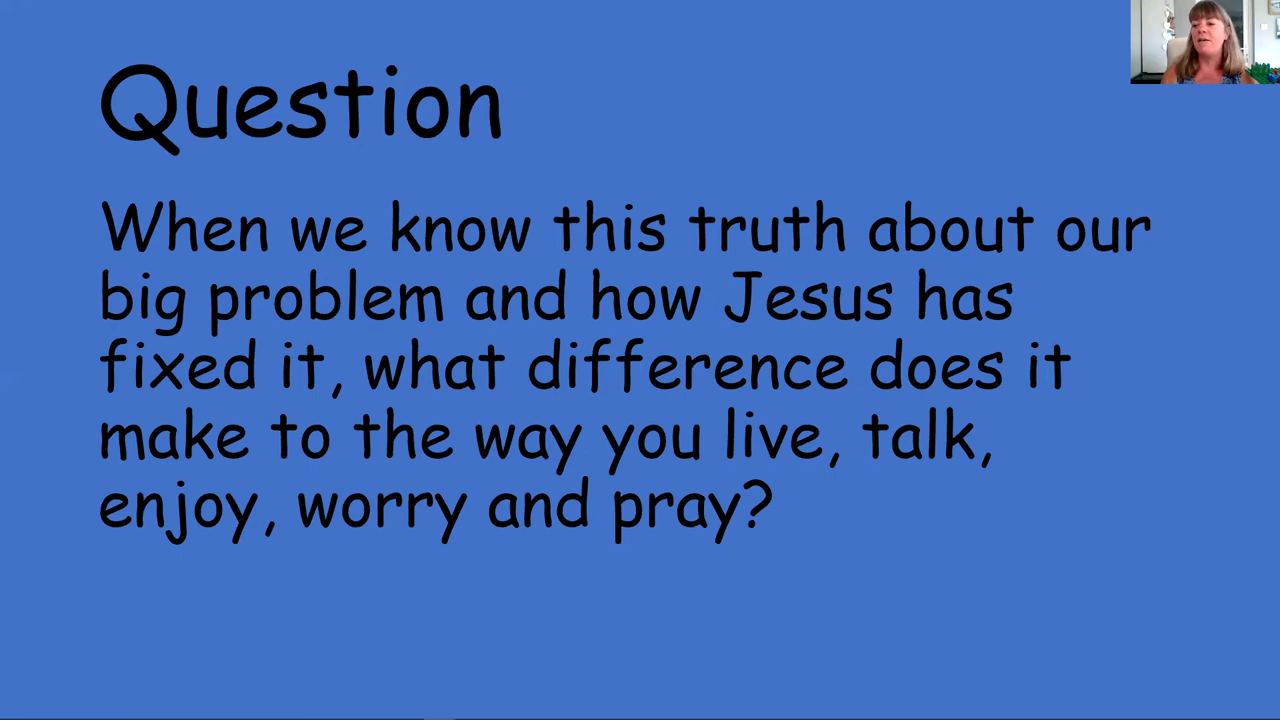 Question
When we know this truth about our
big problem and how Jesus has
fixed it, what difference does it
make to the way you live, talk,
enjoy, worry and pray?